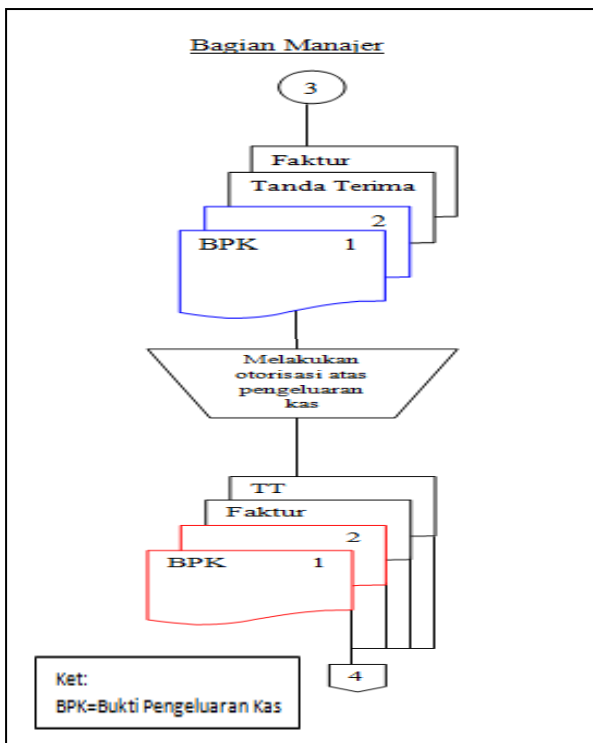 Bagian Manajer
3
Faktur
Tanda Terima
2
BPK 1
Melakukan
otorisasi atas
pengeluaran
kas
TT
Faktur
2
BPK 1
4
Ket:
BPK=Bukti Pengeluaran Kas